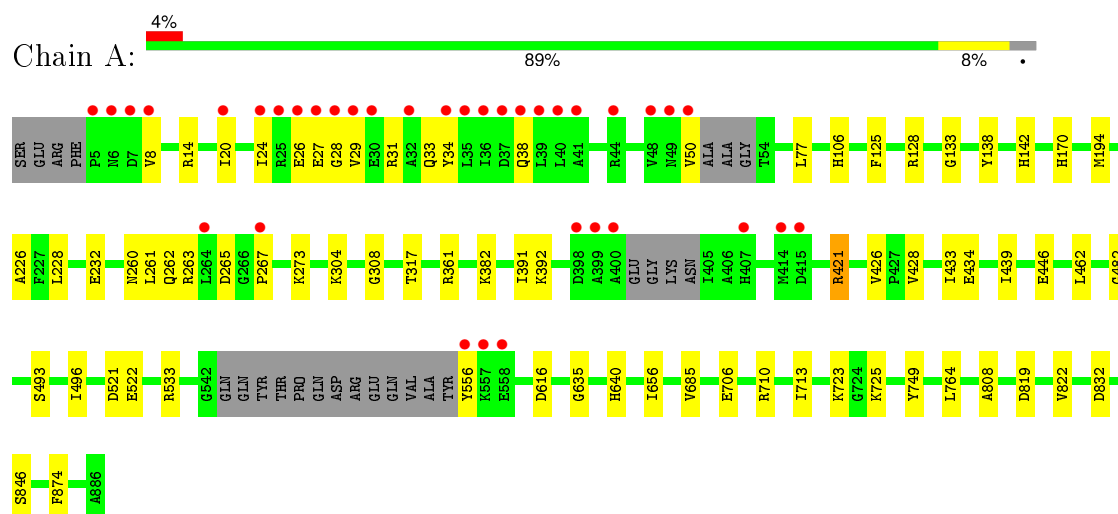 4%
Chain A:
89% 8% •
SER GLU ARG PHE P5 N6 D7 V8 R14 I20 I24 R25 E26 E27 G28 V29 E30 R31 A32 Q33 Y34 L35 I36 D37 Q38 L39 L40 A41 R44 V48 N49 V50 ALA ALA GLY T54 L77 H106 F125 R128 G133 Y138 H142 H170 M194
A226 F227 L228 E232 N260 L261 Q262 R263 L264 D265 G266 P267 K273 K304 G308 T317 R361 K382 I391 K392 D398 A399 A400 GLU GLY LYS ASN I405 A406 H407 M414 D415 R421 V426 P427 V428 I433 E434 I439 E446 L462
S493 I496 D521 E522 R533 G542 GLN GLN TYR THR PRO GLN ASP ARG GLU GLN VAL ALA TYR Y556 K557 E558 D616 G635 H640 I656 V685 E706 R710 I713 K723 G724 K725 Y749 L764 A808 D819 V822 D832
S846 F874 A886